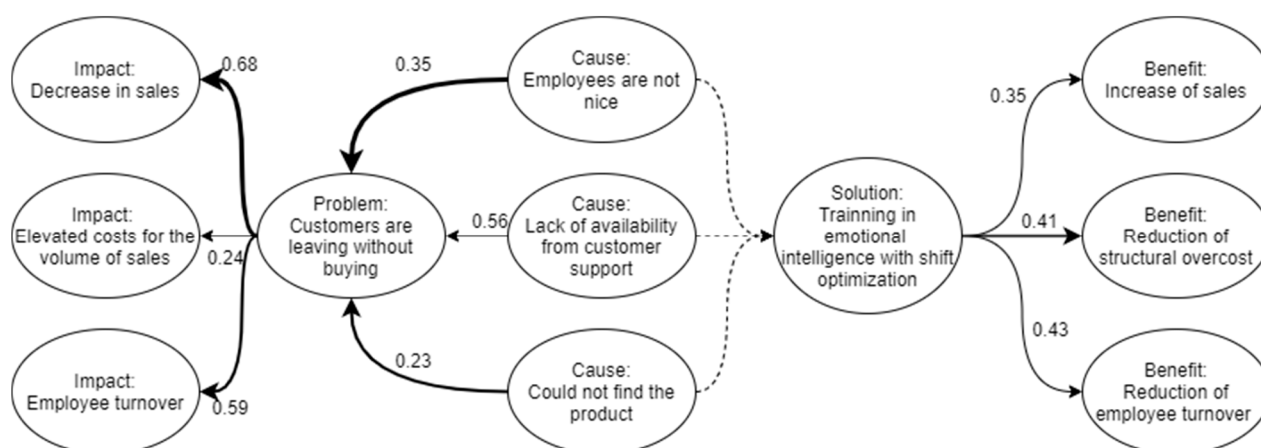 Impact:
Decrease in sales
0.68
Impact:
Elevated costs for the
volume of sales
0.24
Impact:
Employee turnover
0.59
Problem:
Customers are
leaving without
buying
0.35
Cause:
Employees are not
nice
0.56
Cause:
Lack of availability
from customer
support
0.23
Cause:
Could not find the
product
Solution:
Trainning in
emotional
intelligence with shift
optimization
0.35
Benefit:
Increase of sales
0.41
Benefit:
Reduction of
structural overcost
0.43
Benefit:
Reduction of
employee turnover